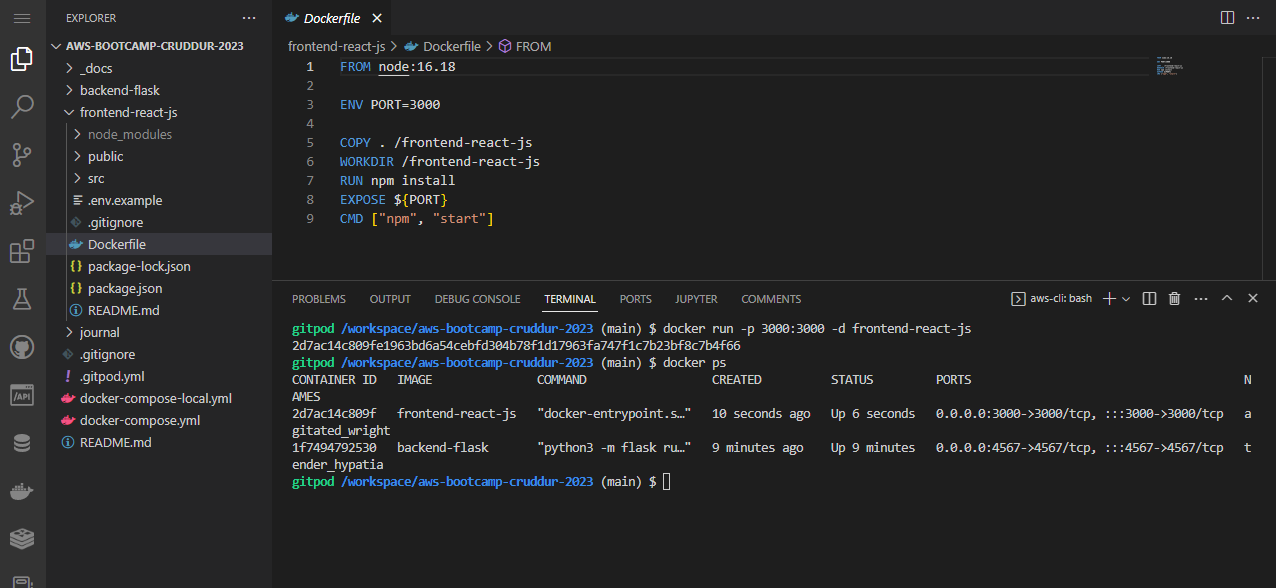 EXPLORER
AWS-BOOTCAMP-CRUDDUR-2023
_docs
backend-flask
frontend-react-js
node_modules
public
src
.env.example
.gitignore
Dockerfile
package-lock.json
package.json
README.md
journal
.gitignore
.gitpod.yml
docker-compose-local.yml
docker-compose.yml
README.md
Dockerfile
frontend-react-js > Dockerfile > FROM
1 FROM node:16.18
2
3 ENV PORT=3000
4
5 COPY . /frontend-react-js
6 WORKDIR /frontend-react-js
7 RUN npm install
8 EXPOSE ${PORT}
9 CMD ["npm", "start"]
PROBLEMS OUTPUT DEBUG CONSOLE TERMINAL PORTS JUPYTER COMMENTS aws-cli: bash
gitpod /workspace/aws-bootcamp-cruddur-2023 (main) $ docker run -p 3000:3000 -d frontend-react-js
2d7ac14c809fe1963bd6a54cebfd304b78f1d17963fa747f1c7b23bf8c7b4f66
gitpod /workspace/aws-bootcamp-cruddur-2023 (main) $ docker ps
CONTAINER ID IMAGE COMMAND CREATED STATUS PORTS N
AMES
2d7ac14c809f frontend-react-js "docker-entrypoint.s…" 10 seconds ago Up 6 seconds 0.0.0.0:3000->3000/tcp, :::3000->3000/tcp a
gitated_wright
1f7494792530 backend-flask "python3 -m flask ru…" 9 minutes ago Up 9 minutes 0.0.0.0:4567->4567/tcp, :::4567->4567/tcp t
ender_hypatia
gitpod /workspace/aws-bootcamp-cruddur-2023 (main) $